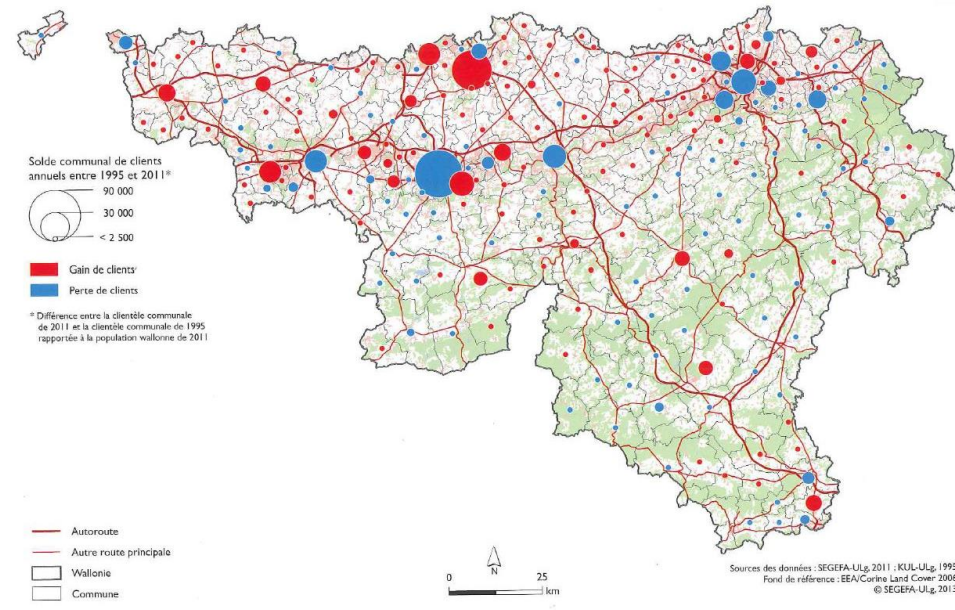 Solde communal de clients
annuels entre 1995 et 2011*
90 000
30 000
< 2 500
Gain de clients
Perte de clients
* Différence entre la clientèle communale
de 2011 et la clientèle communale de 1995
rapportée à la population wallonne de 2011
Autoroute
Autre route principale
Wallonie
Commune
N
0 25
km
Sources des données : SEGEFA-ULg, 2011 ; KUL-ULg, 1995
Fond de référence : EEA/Corine Land Cover 2006
© SEGEFA-ULg, 2013